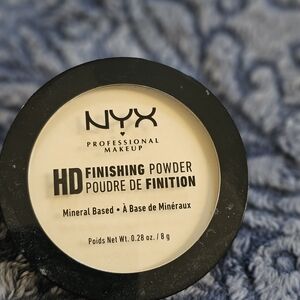 NYX
PROFESSIONAL
MAKEUP
HD FINISHING POWDER
POUDRE DE FINITION
Mineral Based • À Base de Minéraux
Poids Net Wt. 0.28 oz. / 8 g